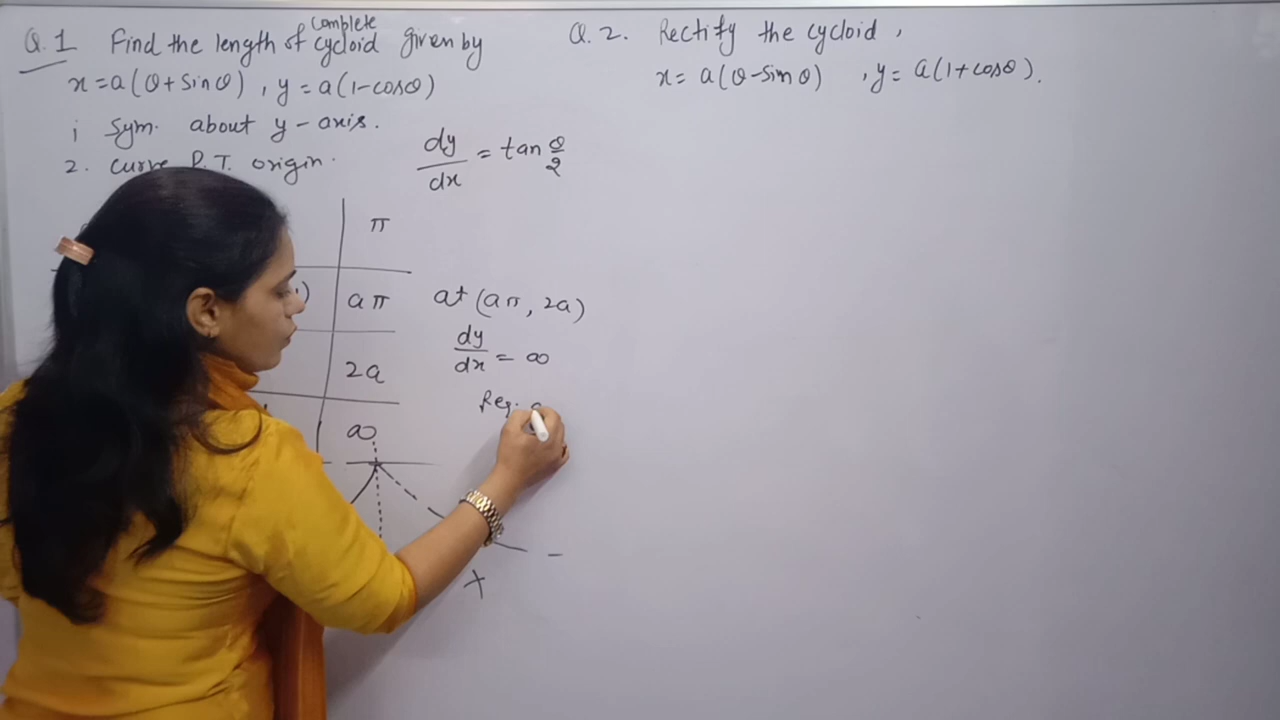 Q.1 Find the length of complete cycloid given by
x = a(θ + sinθ), y = a(1 - cosθ)
i Sym. about y-axis.
2. Curve P.T. origin.
dy/dx = tan θ/2
π
aπ
2a
∞
at (aπ, 2a)
dy/dx = ∞
Req.
X
Q.2. Rectify the cycloid,
x = a(θ - sinθ) , y = a(1 + cosθ).